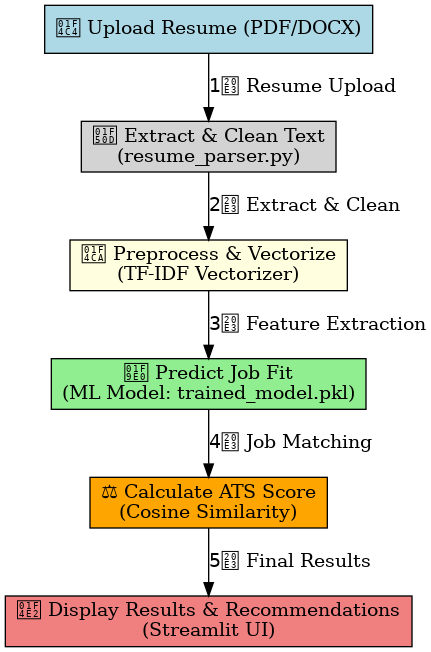 📄 Upload Resume (PDF/DOCX)
1️⃣ Resume Upload
🔍 Extract & Clean Text
(resume_parser.py)
2️⃣ Extract & Clean
📊 Preprocess & Vectorize
(TF-IDF Vectorizer)
3️⃣ Feature Extraction
🧠 Predict Job Fit
(ML Model: trained_model.pkl)
4️⃣ Job Matching
⚖ Calculate ATS Score
(Cosine Similarity)
5️⃣ Final Results
📢 Display Results & Recommendations
(Streamlit UI)